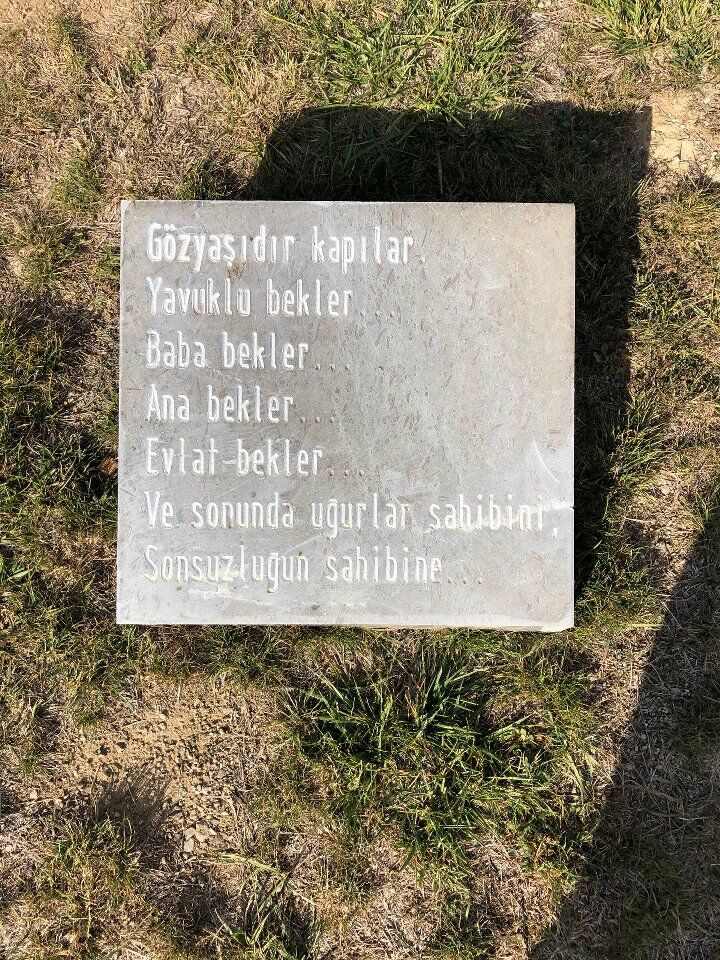 Gözyaşıdır kapılar.
Yavuklu bekler...
Baba bekler...
Ana bekler...
Evlat bekler...
Ve sonunda uğurlar sahibini,
Sonsuzluğun sahibine...